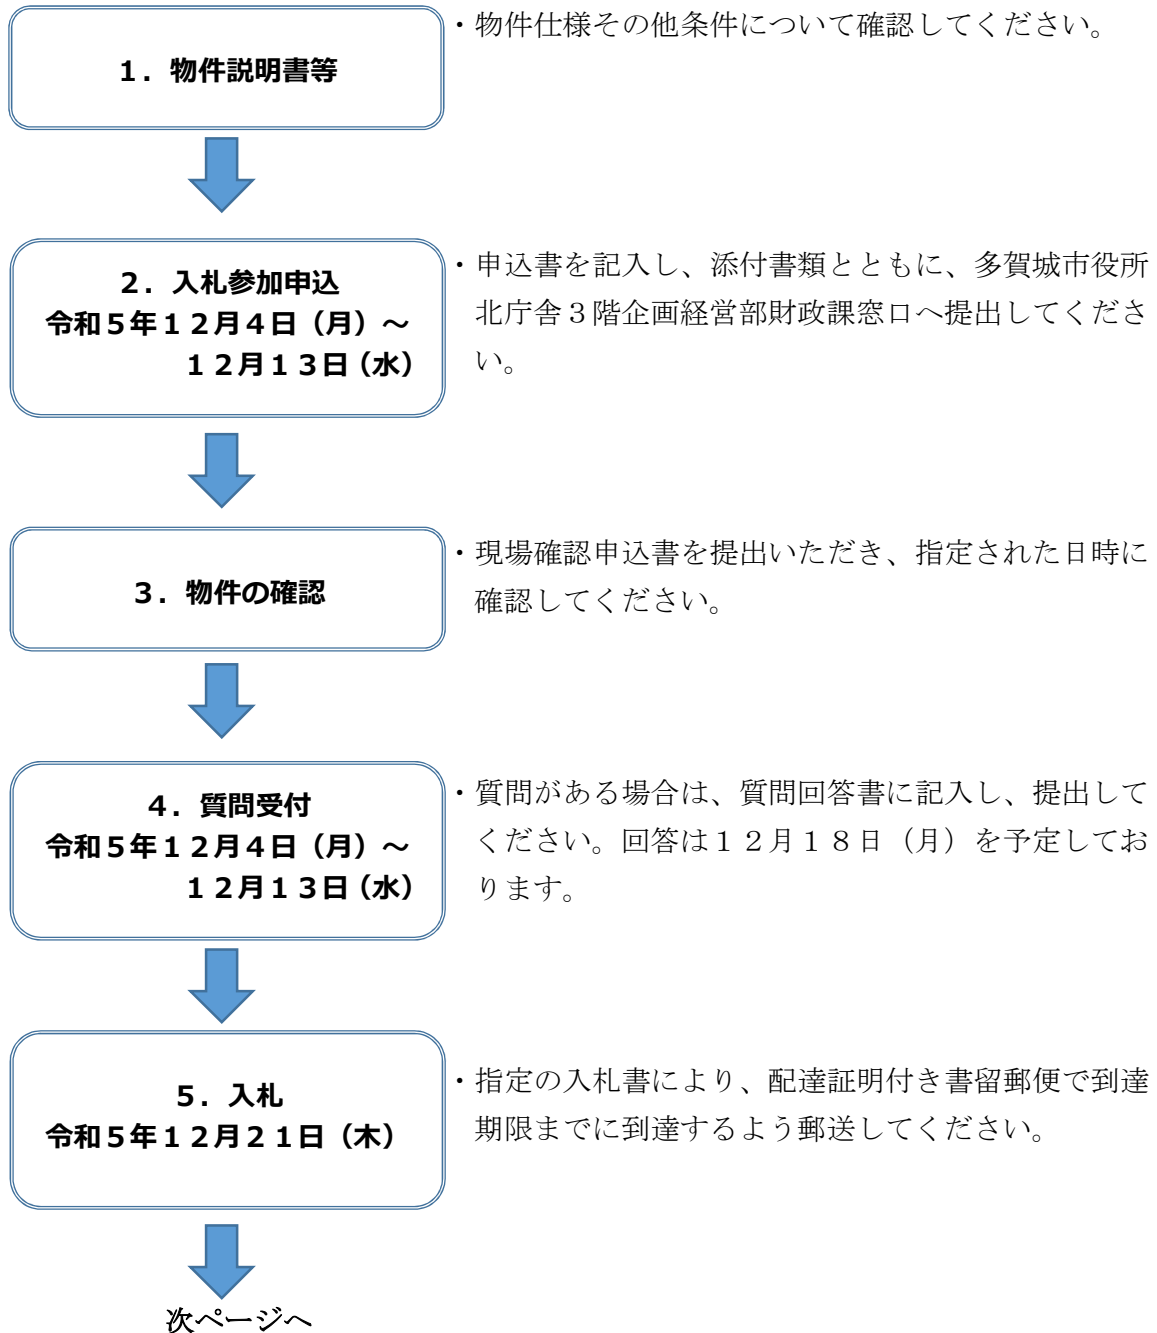 ・物件仕様その他条件について確認してください。
１．物件説明書等
２．入札参加申込
令和５年１２月４日（月）～
１２月１３日（水）
・申込書を記入し、添付書類とともに、多賀城市役所
北庁舎３階企画経営部財政課窓口へ提出してくださ
い。
３．物件の確認
・現場確認申込書を提出いただき、指定された日時に
確認してください。
４．質問受付
令和５年１２月４日（月）～
１２月１３日（水）
・質問がある場合は、質問回答書に記入し、提出して
ください。回答は１２月１８日（月）を予定してお
ります。
５．入札
令和５年１２月２１日（木）
・指定の入札書により、配達証明付き書留郵便で到達
期限までに到達するよう郵送してください。
次ページへ